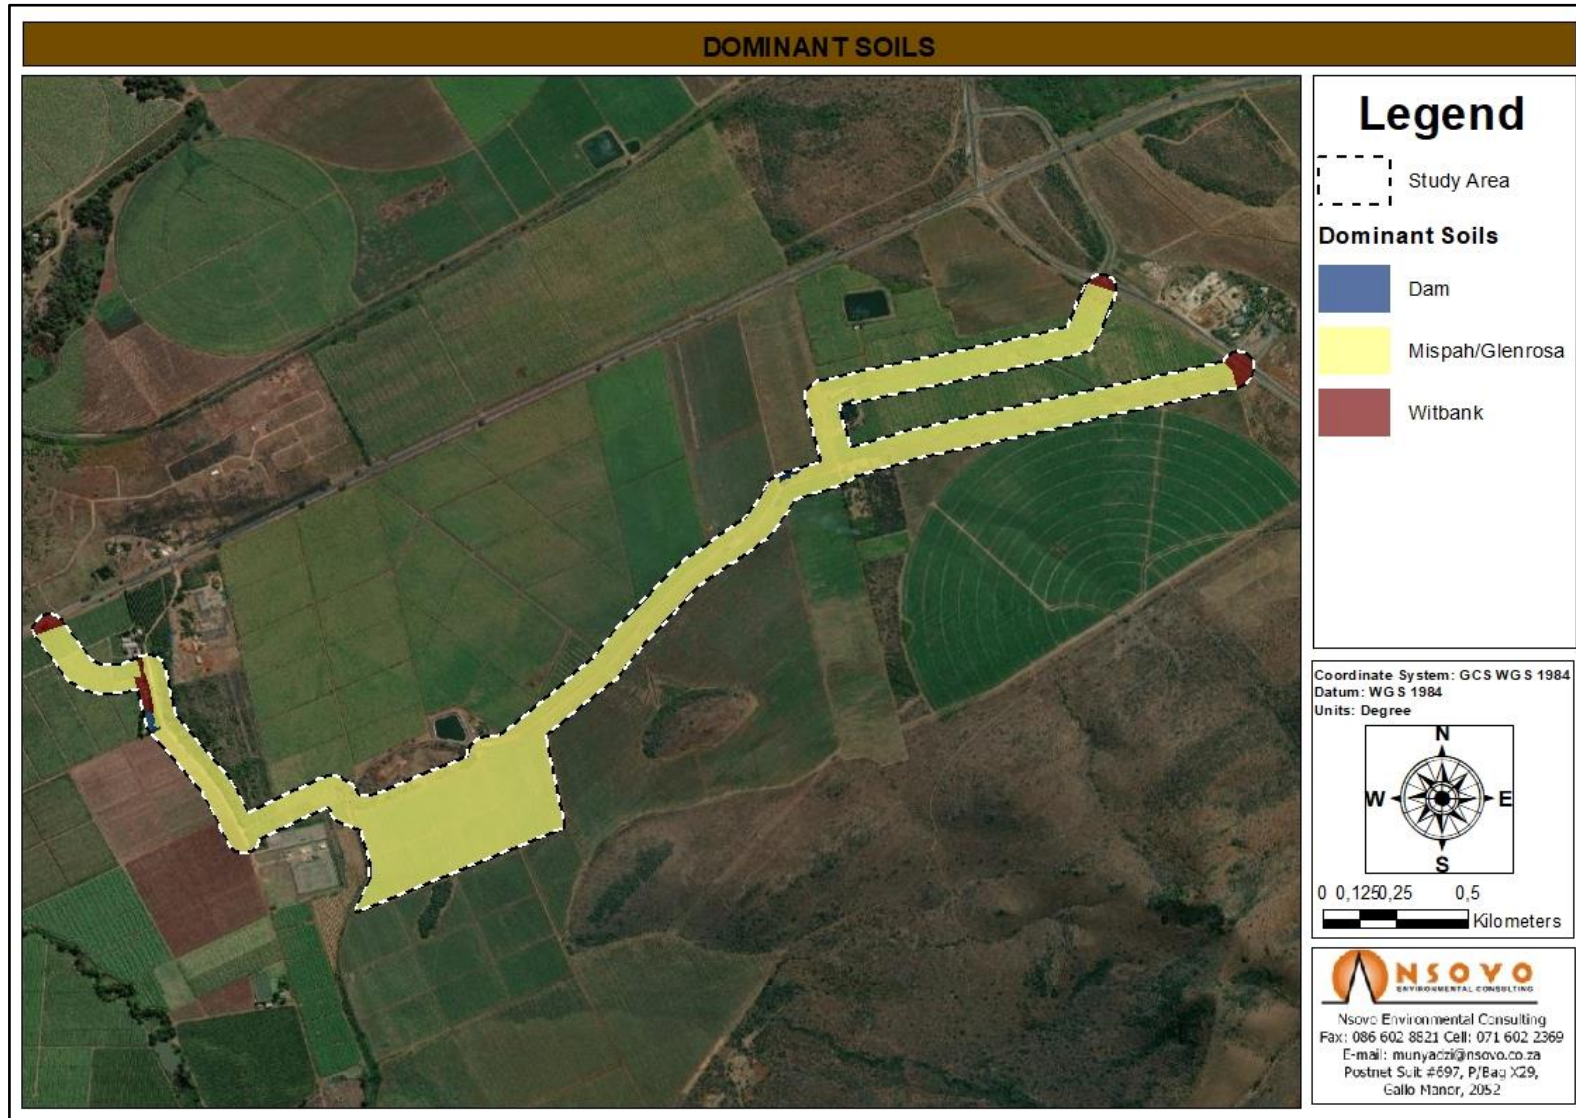 DOMINANT SOILS
Legend
Study Area
Dominant Soils
Dam
Mispah/Glenrosa
Witbank
Coordinate System: GCS WGS 1984
Datum: WGS 1984
Units: Degree
N
W
E
S
0 0,1250,25 0,5
Kilometers
NSOVO
ENVIRONMENTAL CONSULTING
Nsovo Environmental Consulting
Fax: 086 602 8821 Cell: 071 602 2369
E-mail: munyadzi@nsovo.co.za
Postnet Suit #697, P/Bag X29,
Gallo Manor, 2052